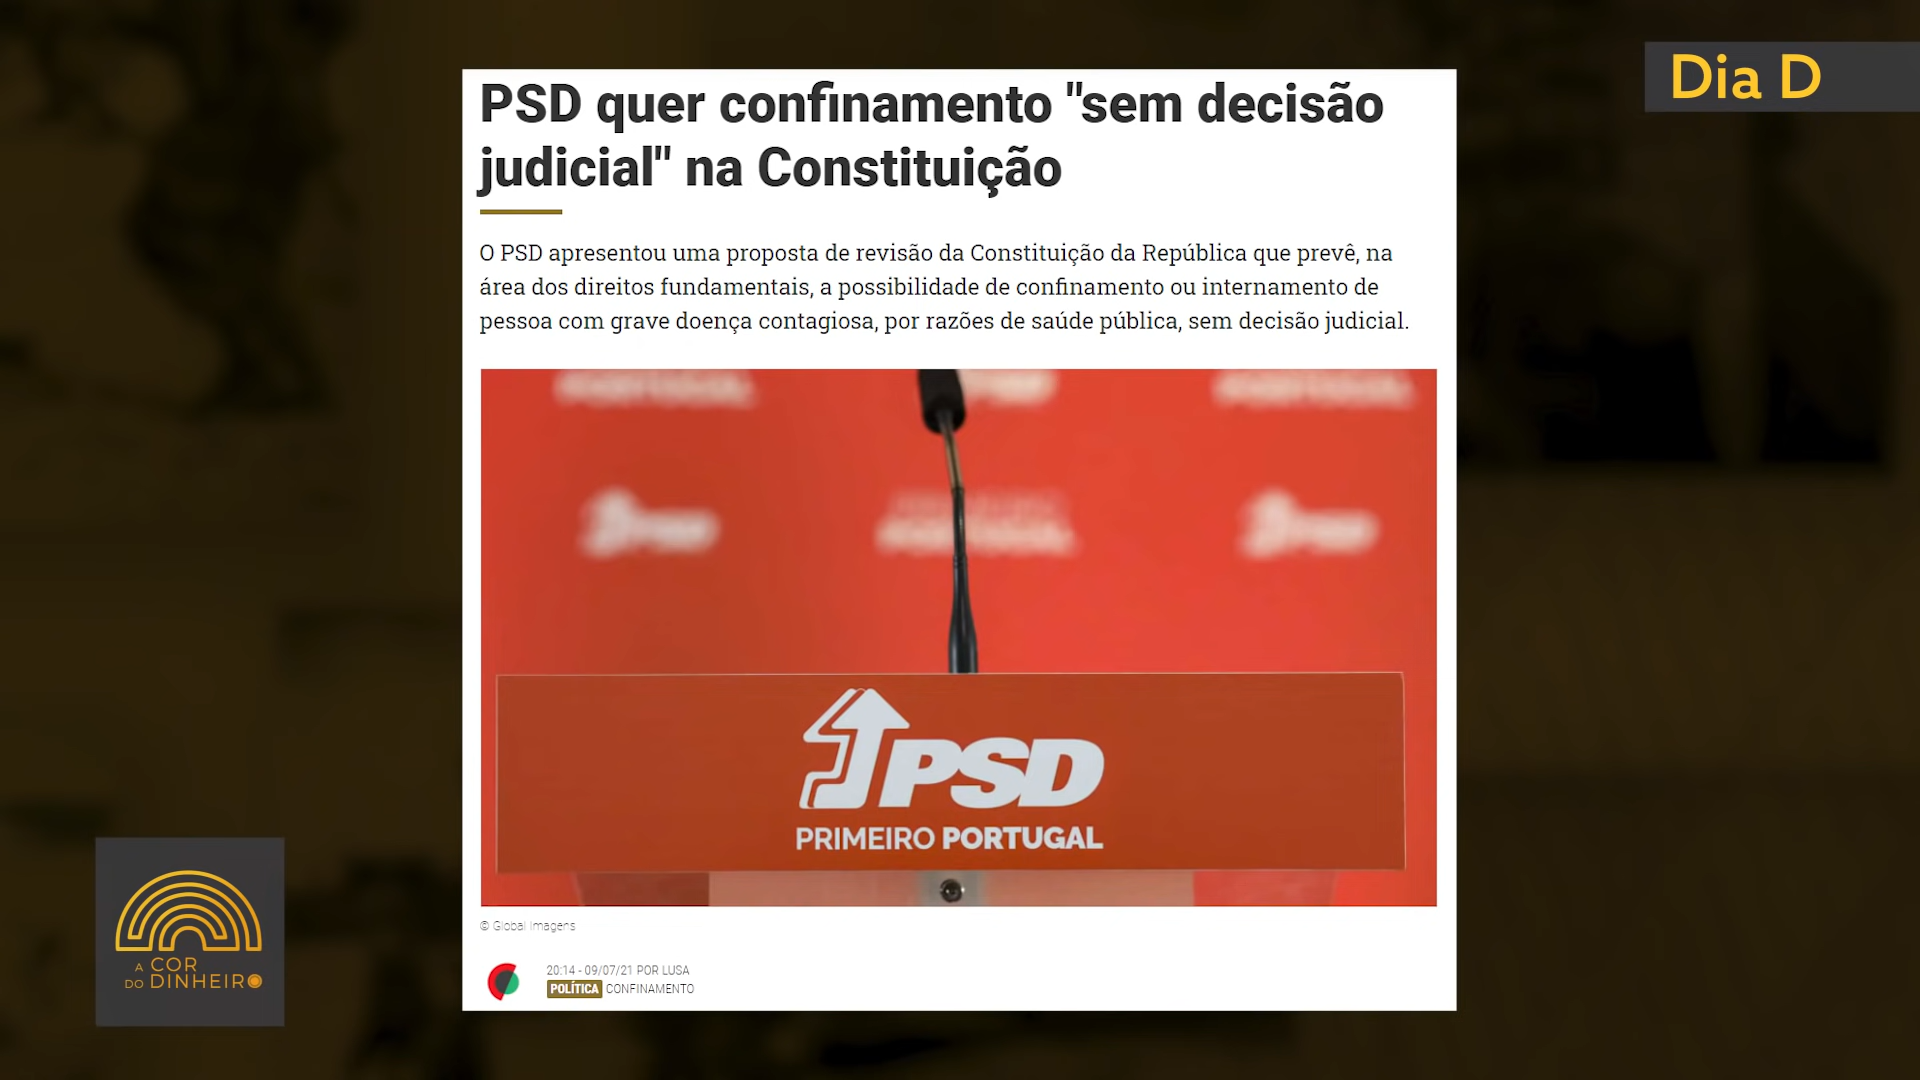 Dia D
PSD quer confinamento "sem decisão
judicial" na Constituição
O PSD apresentou uma proposta de revisão da Constituição da República que prevê, na
área dos direitos fundamentais, a possibilidade de confinamento ou internamento de
pessoa com grave doença contagiosa, por razões de saúde pública, sem decisão judicial.
PSD
PRIMEIRO PORTUGAL
© Global Imagens
20:14 - 09/07/21 POR LUSA
POLÍTICA CONFINAMENTO
A COR
DO DINHEIRO